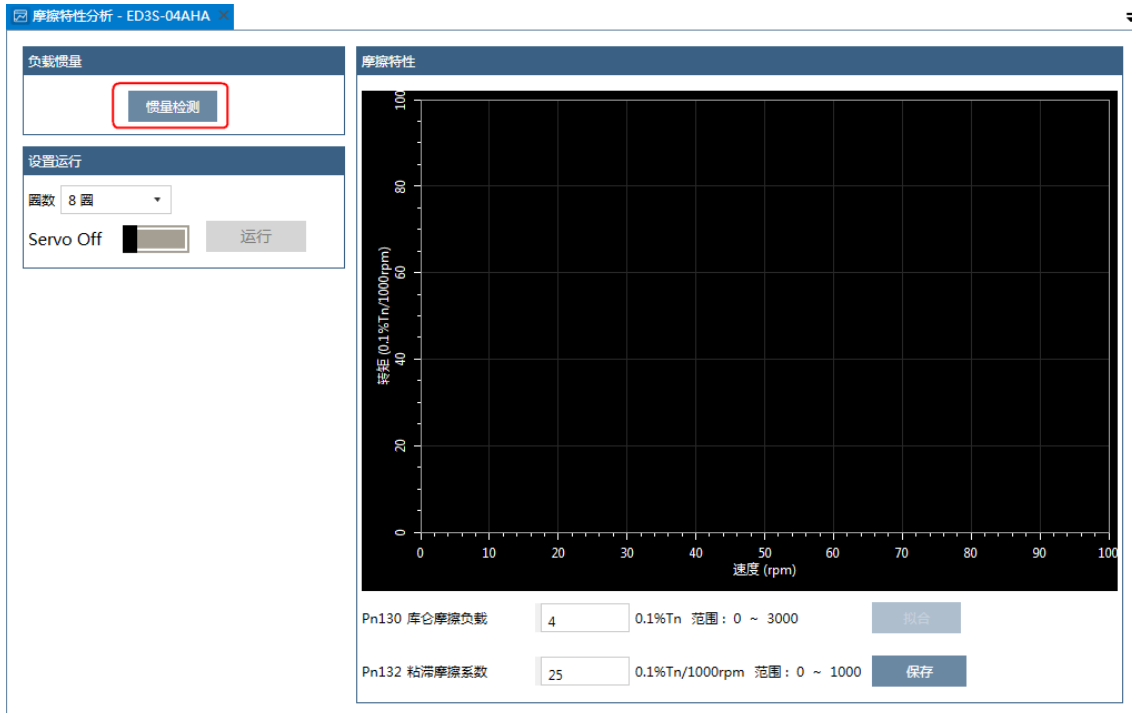 摩擦特性分析 - ED3S-04AHA
负载惯量
惯量检测
设置运行
圈数 8 圈
Servo Off 运行
摩擦特性
转矩 (0.1%Tn/1000rpm)
100
80
60
40
20
0
0 10 20 30 40 50 60 70 80 90 100
速度 (rpm)
Pn130 库仑摩擦负载 4 0.1%Tn 范围: 0 ~ 3000 拟合
Pn132 粘滞摩擦系数 25 0.1%Tn/1000rpm 范围: 0 ~ 1000 保存